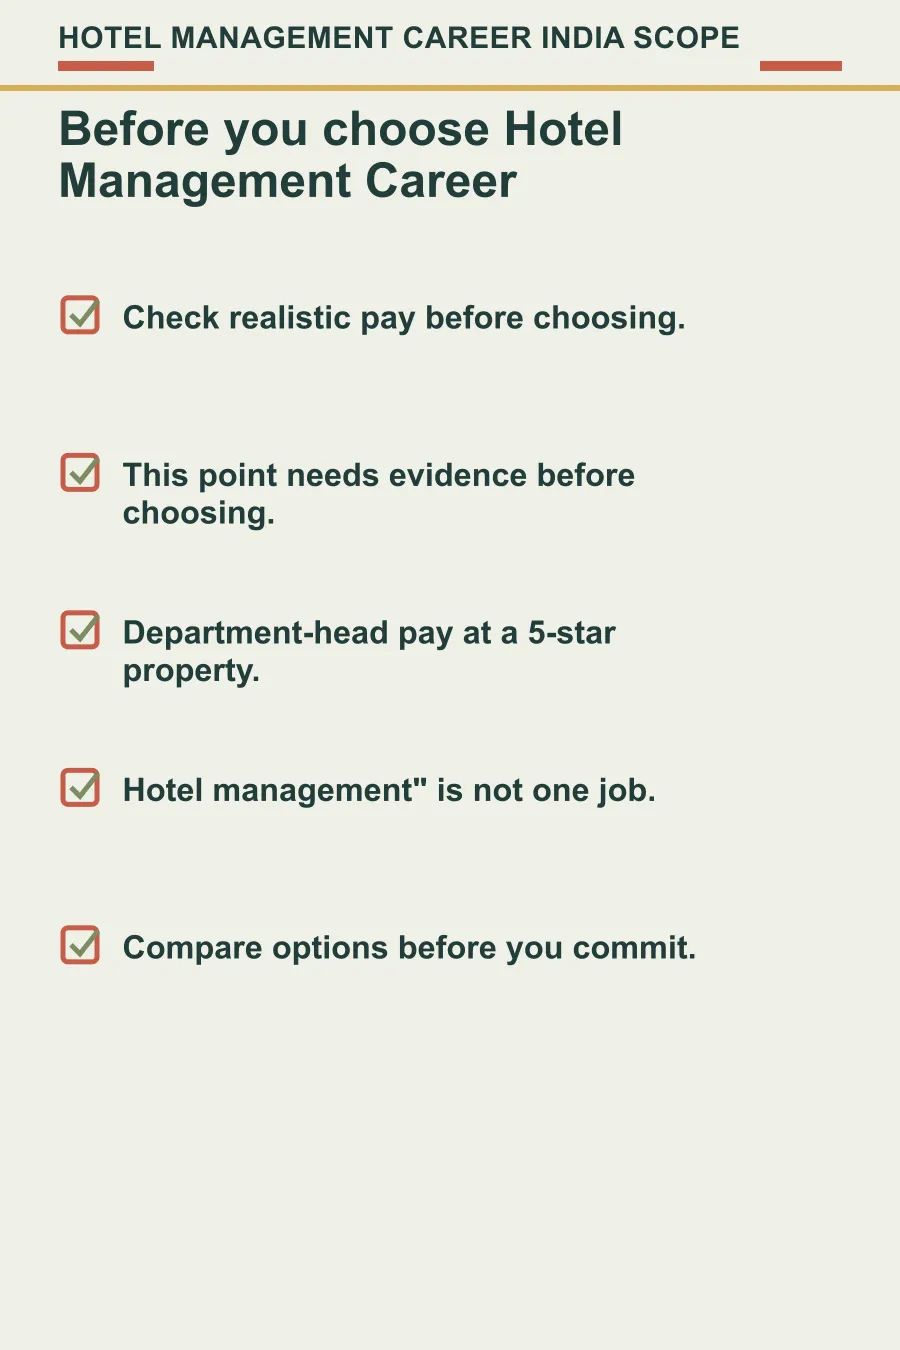 HOTEL MANAGEMENT CAREER INDIA SCOPE
Before you choose Hotel
Management Career
Check realistic pay before choosing.
This point needs evidence before
choosing.
Department-head pay at a 5-star
property.
Hotel management" is not one job.
Compare options before you commit.